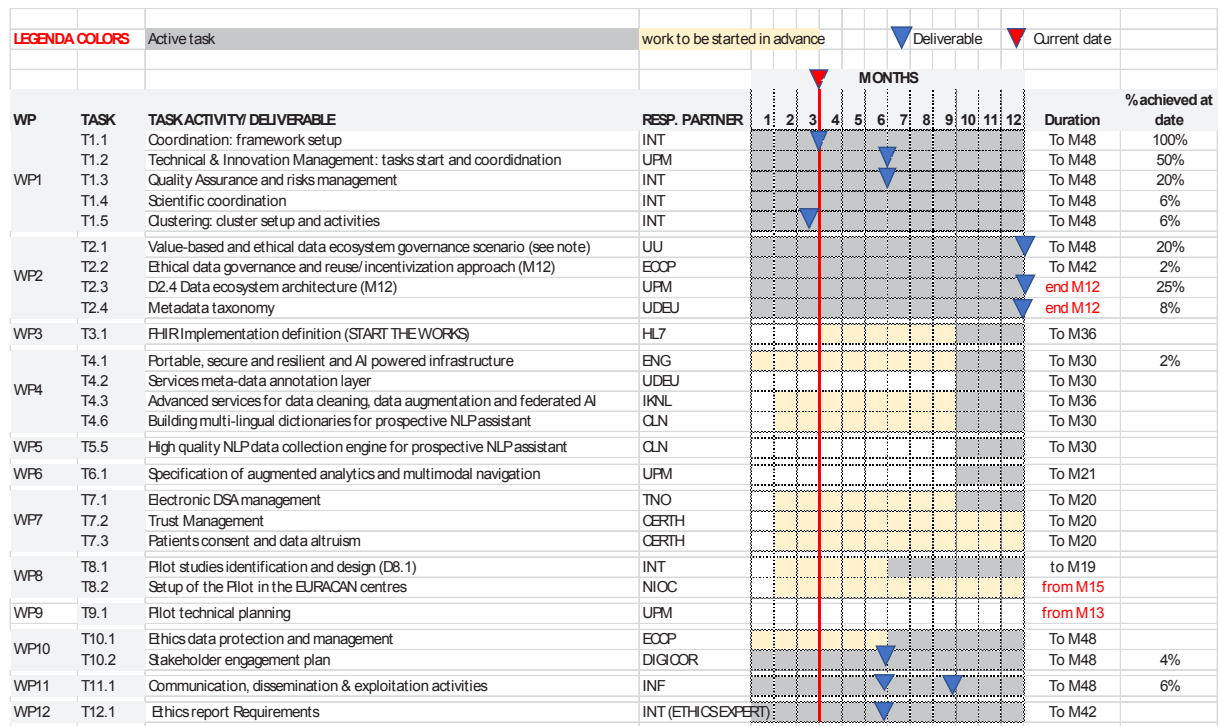 LEGENDA COLORS Active task work to be started in advance Deliverable Current date
MONTHS
WP TASK TASK ACTIVITY/ DELIVERABLE RESP. PARTNER 1 2 3 4 5 6 7 8 9 10 11 12 Duration % achieved at date
WP1
T1.1 Coordination: framework setup INT To M48 100%
T1.2 Technical & Innovation Management: tasks start and coordidnation UPM To M48 50%
T1.3 Quality Assurance and risks management INT To M48 20%
T1.4 Scientific coordination INT To M48 6%
T1.5 Clustering: cluster setup and activities INT To M48 6%
WP2
T2.1 Value-based and ethical data ecosystem governance scenario (see note) UU To M48 20%
T2.2 Ethical data governance and reuse/ incentivization approach (M12) ECCP To M42 2%
T2.3 D2.4 Data ecosystem architecture (M12) UPM end M12 25%
T2.4 Metadata taxonomy UDEU end M12 8%
WP3 T3.1 FHIR Implementation definition (START THE WORKS) HL7 To M36
WP4
T4.1 Portable, secure and resilient and AI powered infrastructure ENG To M30 2%
T4.2 Services meta-data annotation layer UDEU To M30
T4.3 Advanced services for data cleaning, data augmentation and federated AI IKNL To M36
T4.6 Building multi-lingual dictionaries for prospective NLP assistant CLN To M30
WP5 T5.5 High quality NLP data collection engine for prospective NLP assistant CLN To M30
WP6 T6.1 Specification of augmented analytics and multimodal navigation UPM To M21
WP7
T7.1 Electronic DSA management TNO To M20
T7.2 Trust Management CERTH To M20
T7.3 Patients consent and data altruism CERTH To M20
WP8
T8.1 Pilot studies identification and design (D8.1) INT to M19
T8.2 Setup of the Pilot in the EURACAN centres NIOC from M15
WP9 T9.1 Pilot technical planning UPM from M13
WP10
T10.1 Ethics data protection and management ECCP To M48
T10.2 Stakeholder engagement plan DIGICOR To M48 4%
WP11 T11.1 Communication, dissemination & exploitation activities INF To M48 6%
WP12 T12.1 Ethics report Requirements INT (ETHICS EXPERT) To M42